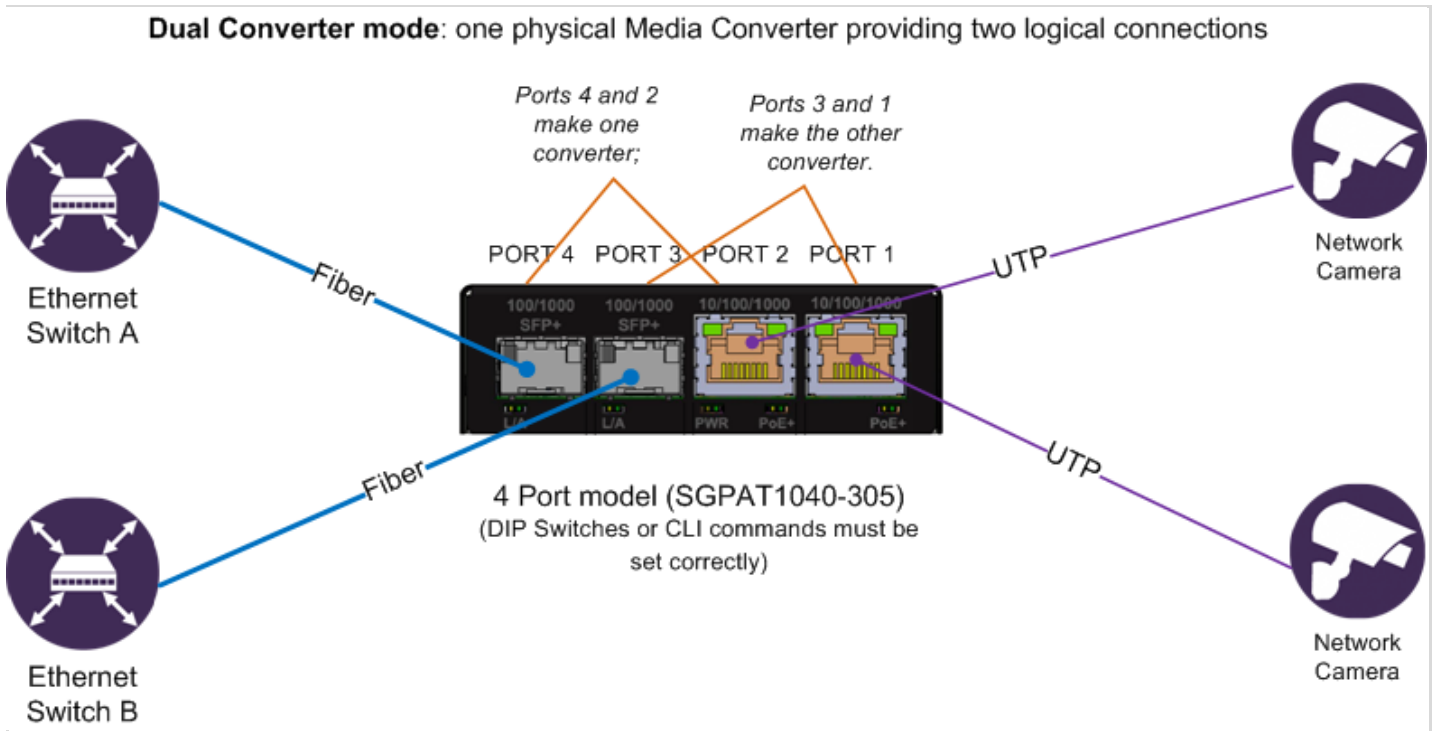 Dual Converter mode: one physical Media Converter providing two logical connections
Ports 4 and 2
make one
converter;
Ports 3 and 1
make the other
converter.
PORT 4 PORT 3 PORT 2 PORT 1
100/1000
SFP+
100/1000
SFP+
10/100/1000
10/100/1000
L/A
L/A
PWR
PoE+
PoE+
Fiber
Fiber
UTP
UTP
Ethernet
Switch A
Network
Camera
4 Port model (SGPAT1040-305)
(DIP Switches or CLI commands must be
set correctly)
Ethernet
Switch B
Network
Camera